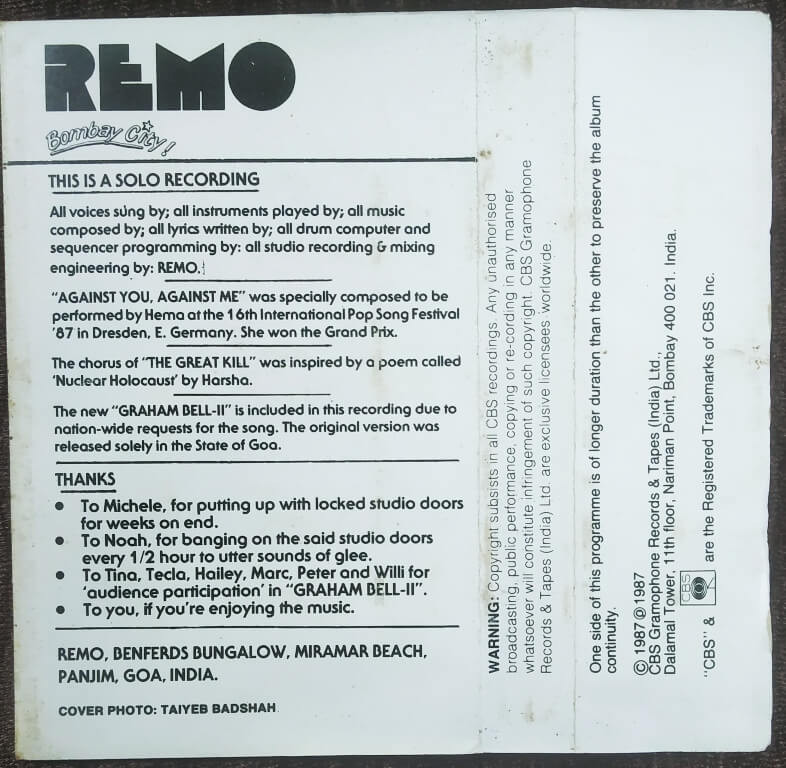 REMO
Bombay City!
THIS IS A SOLO RECORDING
All voices sung by; all instruments played by; all music
composed by; all lyrics written by; all drum computer and
sequencer programming by: all studio recording & mixing
engineering by: REMO.
"AGAINST YOU, AGAINST ME" was specially composed to be
performed by Hema at the 16th International Pop Song Festival
'87 in Dresden, E. Germany. She won the Grand Prix.
The chorus of "THE GREAT KILL" was inspired by a poem called
'Nuclear Holocaust' by Harsha.
The new "GRAHAM BELL-II" is included in this recording due to
nation-wide requests for the song. The original version was
released solely in the State of Goa.
THANKS
• To Michele, for putting up with locked studio doors
for weeks on end.
• To Noah, for banging on the said studio doors
every 1/2 hour to utter sounds of glee.
• To Tina, Tecla, Hailey, Marc, Peter and Willi for
'audience participation' in "GRAHAM BELL-II".
• To you, if you're enjoying the music.
REMO, BENFERDS BUNGALOW, MIRAMAR BEACH,
PANJIM, GOA, INDIA.
COVER PHOTO: TAIYEB BADSHAH
WARNING: Copyright subsists in all CBS recordings. Any unauthorised
broadcasting, public performance, copying or re-cording in any manner
whatsoever will constitute infringement of such copyright. CBS Gramophone
Records & Tapes (India) Ltd. are exclusive licensees worldwide.
One side of this programme is of longer duration than the other to preserve the album
continuity.
© 1987 ℗ 1987
CBS Gramophone Records & Tapes (India) Ltd.,
Dalamal Tower, 11th floor, Nariman Point, Bombay 400 021. India.
"CBS" & CBS are the Registered Trademarks of CBS Inc.